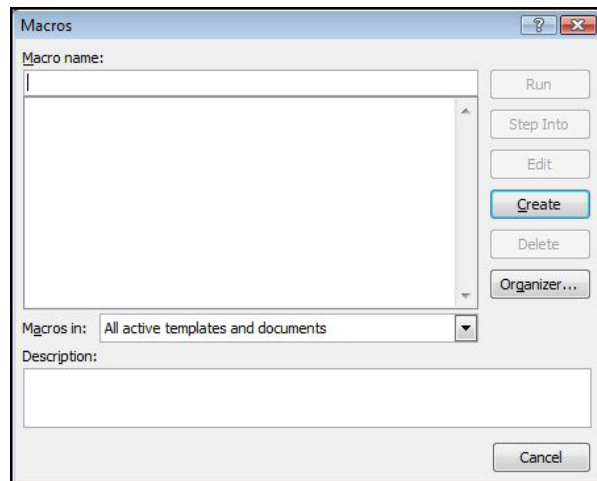 Macros
?
Macro name:
Run
Step Into
Edit
Create
Delete
Organizer...
Macros in: All active templates and documents
Description:
Cancel